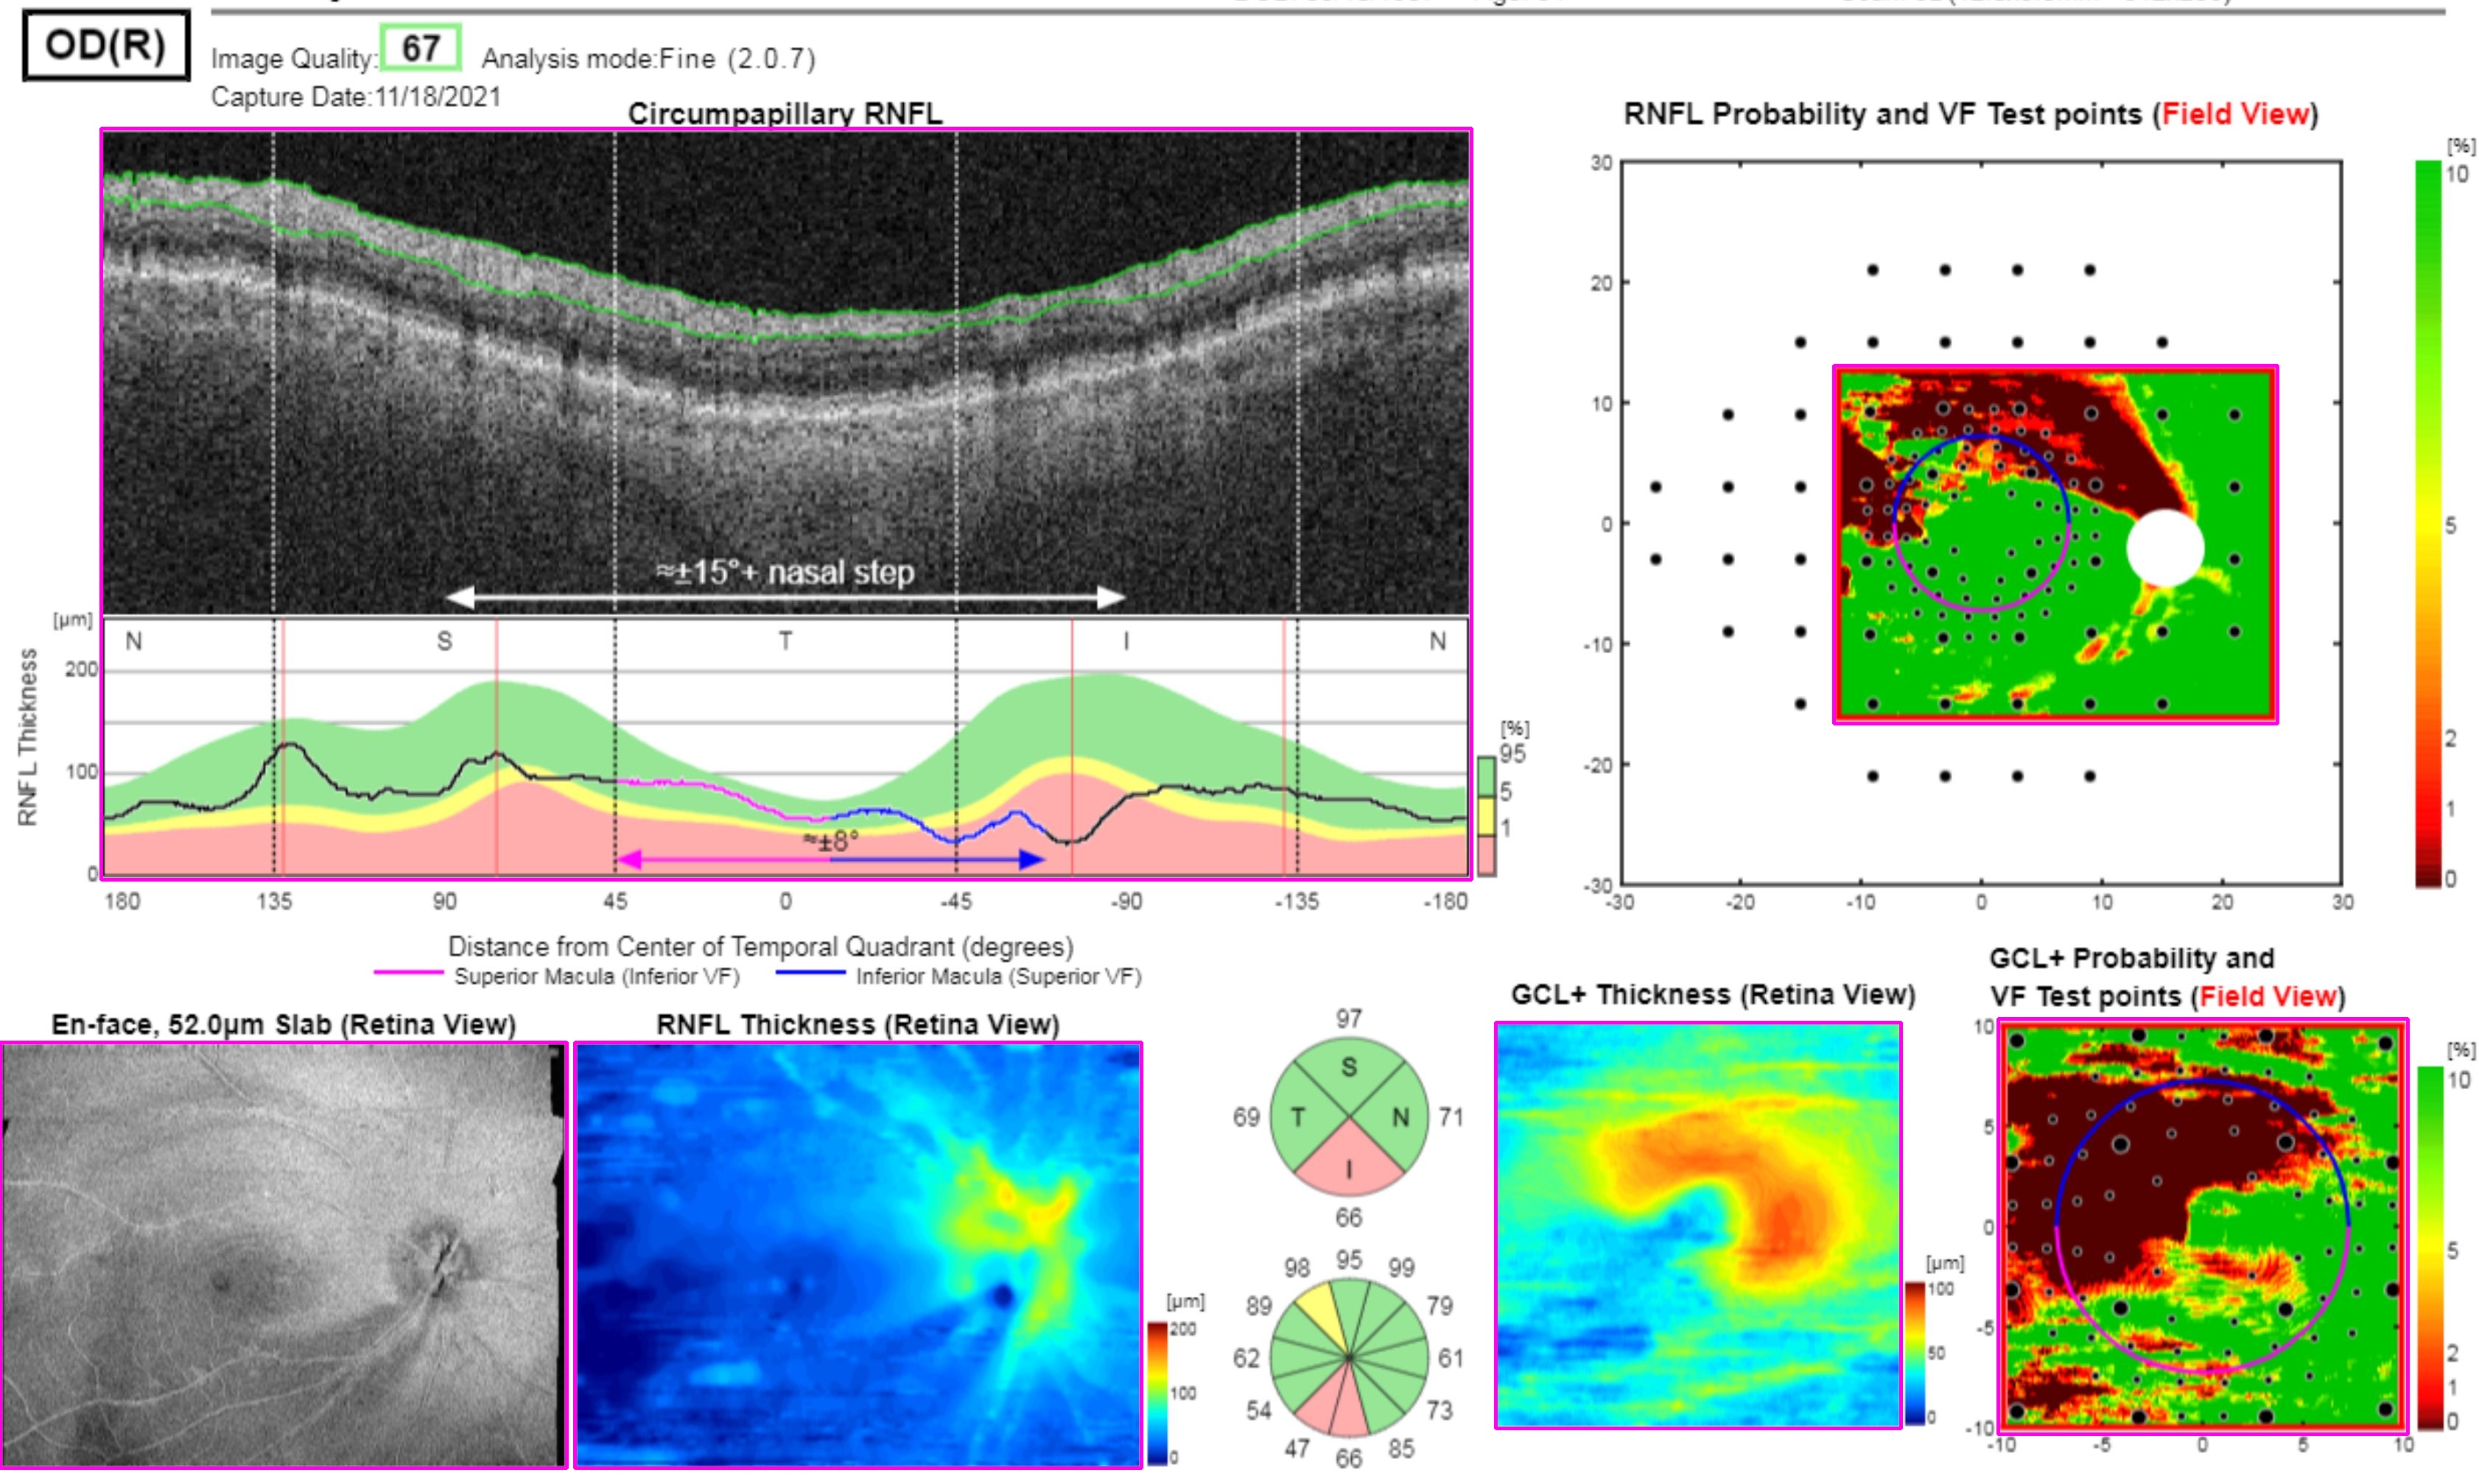 OD(R)
Image Quality: 67 Analysis mode:Fine (2.0.7)
Capture Date:11/18/2021
Circumpapillary RNFL
≈±15°+ nasal step
[µm]
RNFL Thickness
N S T I N
200
100
0
≈±8°
[%]
95
5
1
180 135 90 45 0 -45 -90 -135 -180
Distance from Center of Temporal Quadrant (degrees)
Superior Macula (Inferior VF) Inferior Macula (Superior VF)
RNFL Probability and VF Test points (Field View)
30
20
10
0
-10
-20
-30
-30 -20 -10 0 10 20 30
[%]
10
5
2
1
0
En-face, 52.0µm Slab (Retina View)
RNFL Thickness (Retina View)
[µm]
200
100
0
97
S
69 T N 71
I
66
98 95 99
89 79
62 61
54 73
47 66 85
GCL+ Thickness (Retina View)
[µm]
100
50
0
GCL+ Probability and
VF Test points (Field View)
10
5
0
-5
-10
-10 -5 0 5 10
[%]
10
5
2
1
0